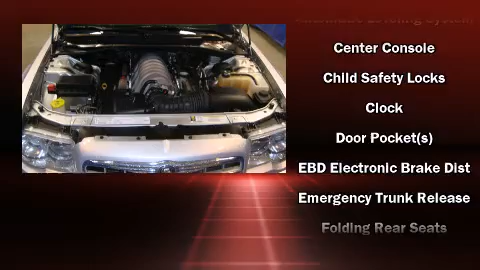 Center Console
Child Safety Locks
Clock
Door Pocket(s)
EBD Electronic Brake Dist
Emergency Trunk Release
Folding Rear Seats